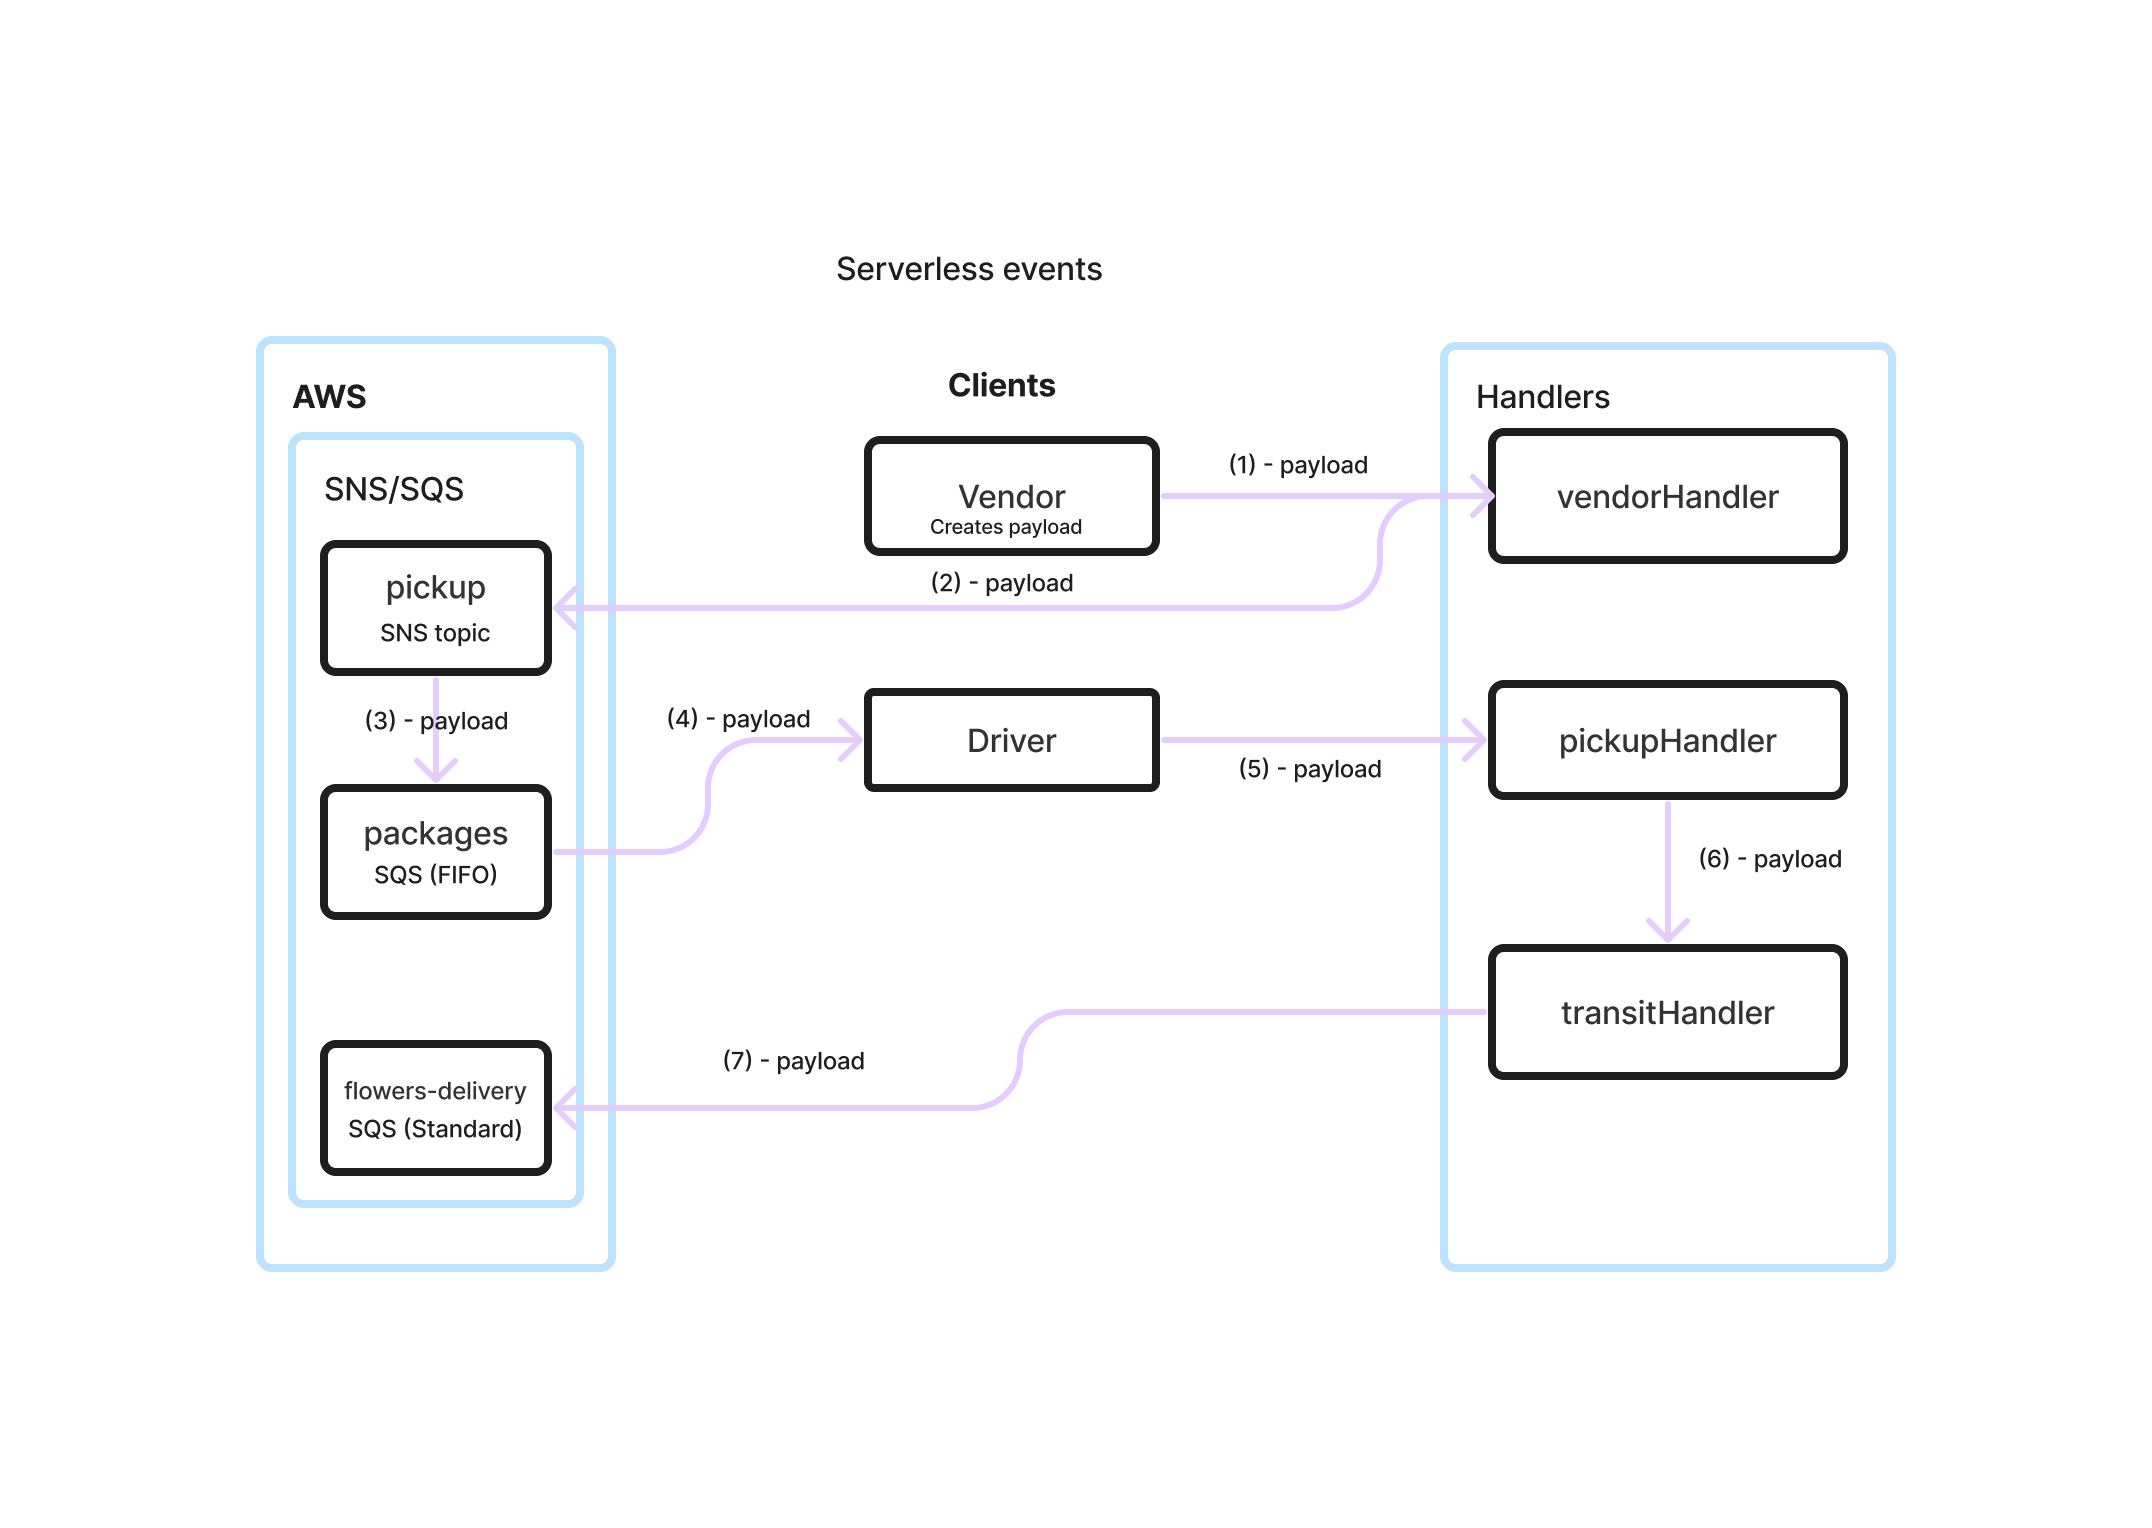 Serverless events
AWS
Clients
Handlers
SNS/SQS
Vendor
Creates payload
(1) - payload
vendorHandler
pickup
SNS topic
(2) - payload
(3) - payload
(4) - payload
Driver
(5) - payload
pickupHandler
packages
SQS (FIFO)
(6) - payload
transitHandler
(7) - payload
flowers-delivery
SQS (Standard)